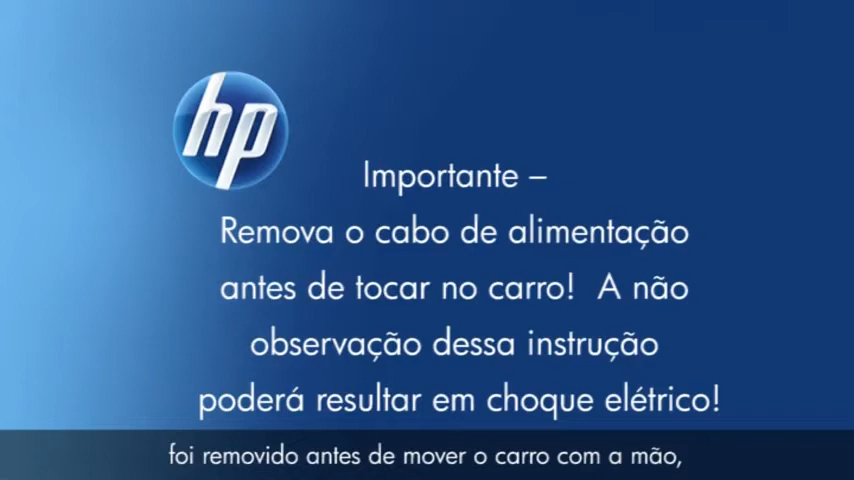 hp
Importante –
Remova o cabo de alimentação
antes de tocar no carro! A não
observação dessa instrução
poderá resultar em choque elétrico!
foi removido antes de mover o carro com a mão,